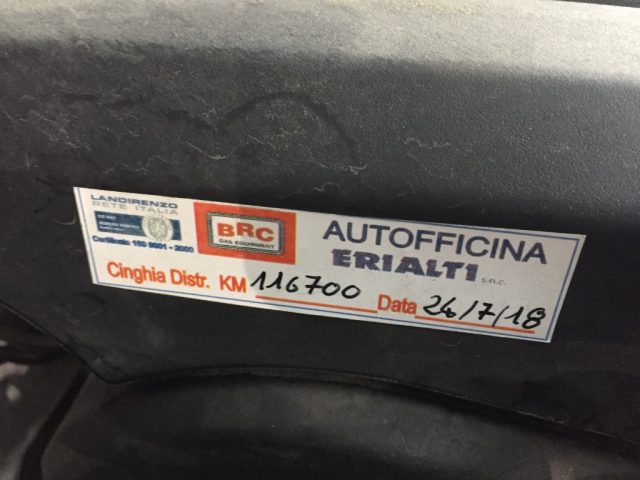 LANDIRENZO
RETE ITALIA
Certificato ISO 9001 - 2000
BRC
GAS EQUIPMENT
AUTOFFICINA
ERIALTI s.n.c.
Cinghia Distr. KM 116700 Data 24/7/18